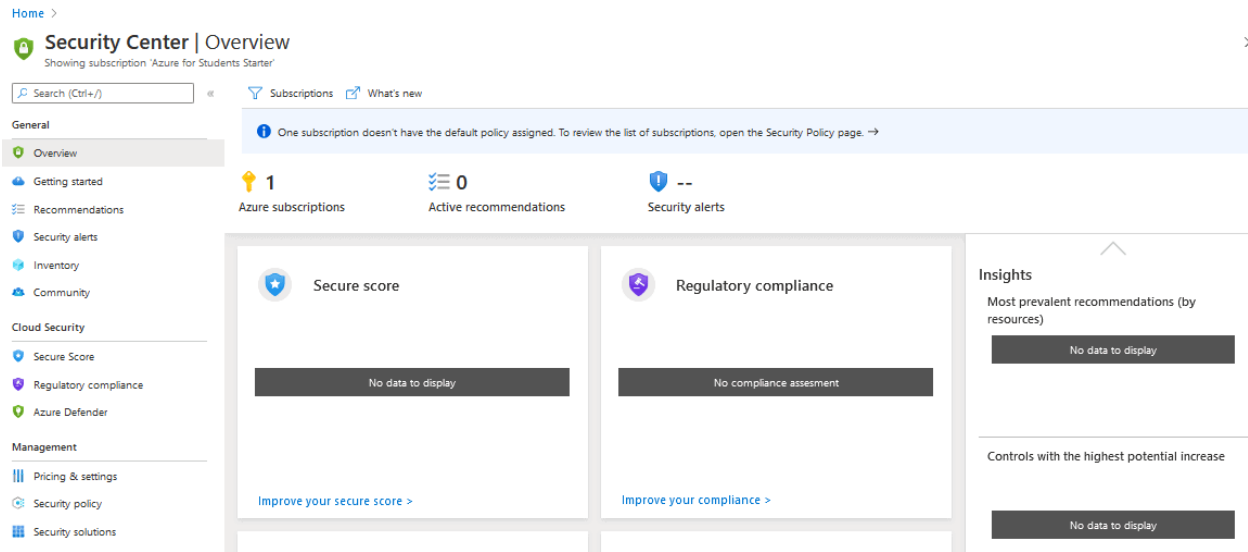 Home >
Security Center | Overview
Showing subscription 'Azure for Students Starter'
Search (Ctrl+/)
«
Subscriptions
What's new
General
Overview
Getting started
Recommendations
Security alerts
Inventory
Community
Cloud Security
Secure Score
Regulatory compliance
Azure Defender
Management
Pricing & settings
Security policy
Security solutions
One subscription doesn't have the default policy assigned. To review the list of subscriptions, open the Security Policy page. →
1
Azure subscriptions
0
Active recommendations
--
Security alerts
Secure score
No data to display
Improve your secure score >
Regulatory compliance
No compliance assesment
Improve your compliance >
Insights
Most prevalent recommendations (by
resources)
No data to display
Controls with the highest potential increase
No data to display